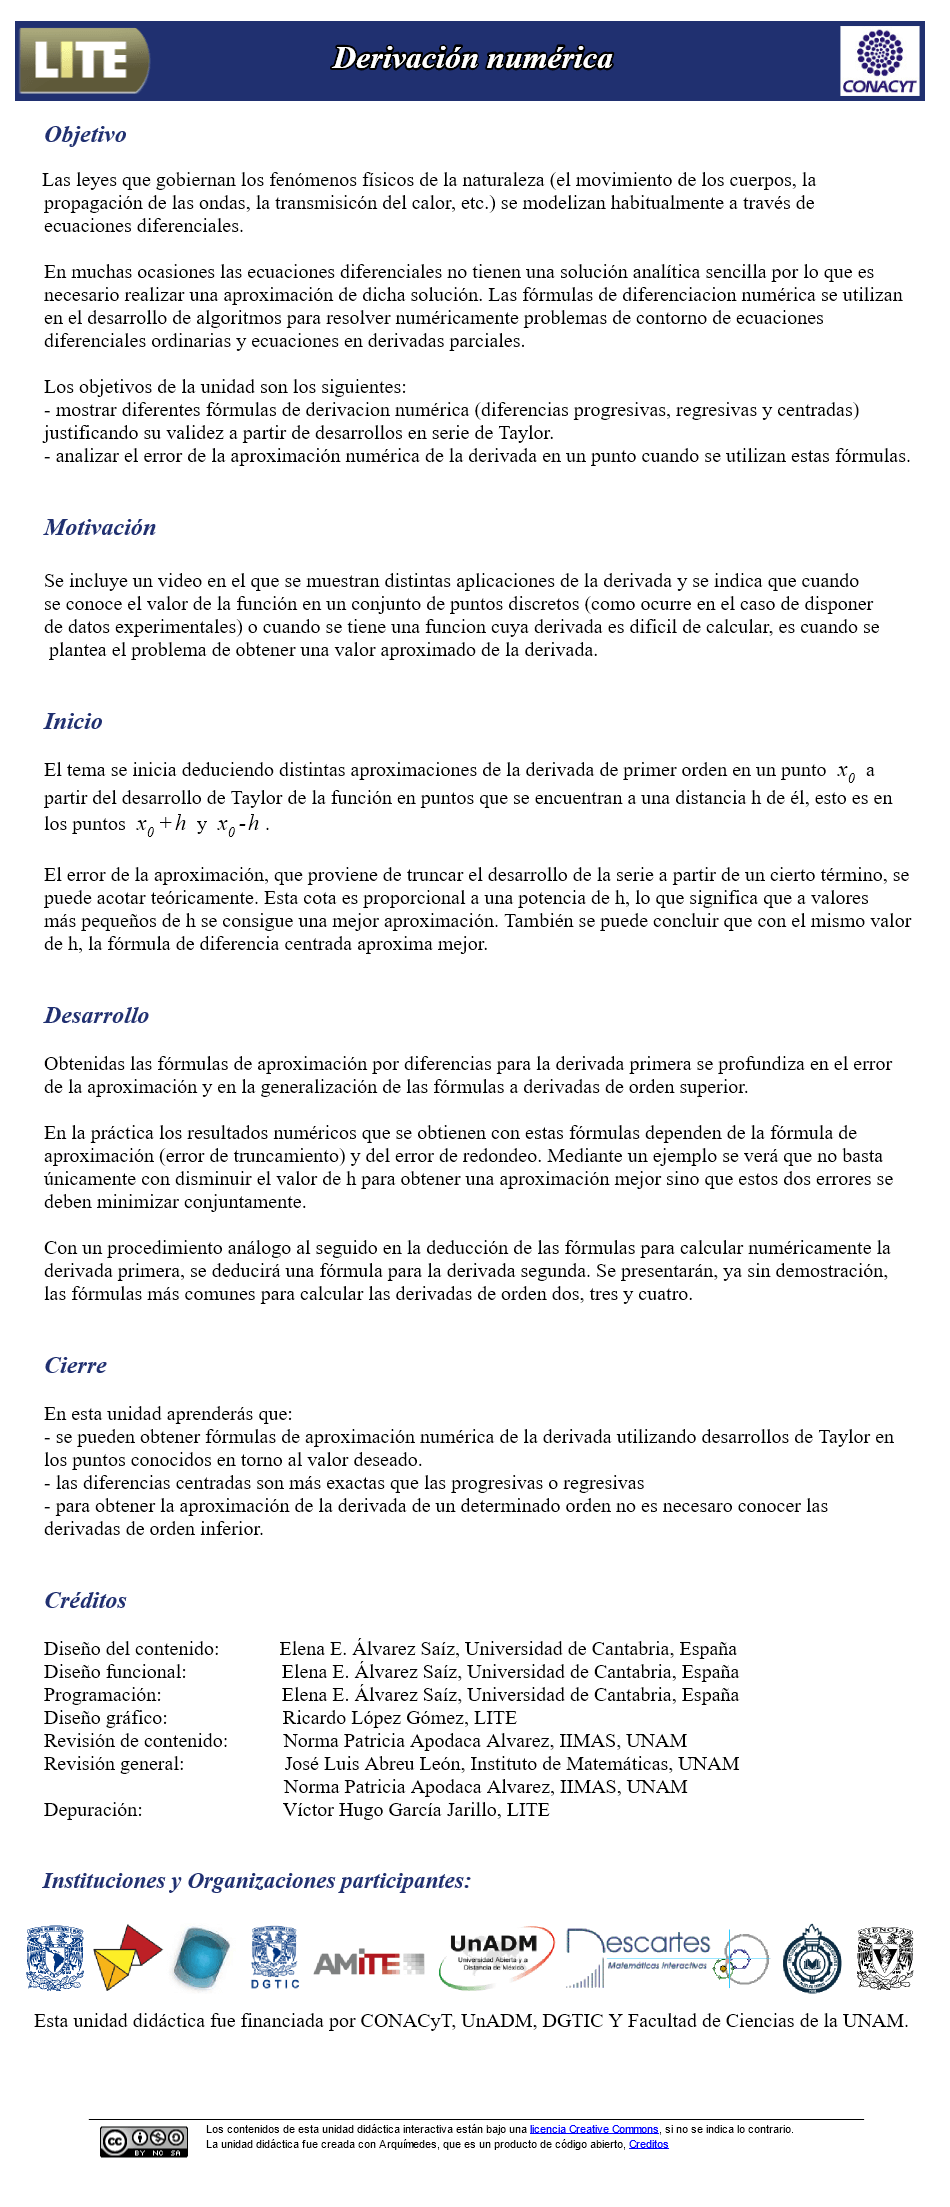 LITE
Derivación numérica
CONACYT
Objetivo
Las leyes que gobiernan los fenómenos físicos de la naturaleza (el movimiento de los cuerpos, la
propagación de las ondas, la transmisicón del calor, etc.) se modelizan habitualmente a través de
ecuaciones diferenciales.
En muchas ocasiones las ecuaciones diferenciales no tienen una solución analítica sencilla por lo que es
necesario realizar una aproximación de dicha solución. Las fórmulas de diferenciacion numérica se utilizan
en el desarrollo de algoritmos para resolver numéricamente problemas de contorno de ecuaciones
diferenciales ordinarias y ecuaciones en derivadas parciales.
Los objetivos de la unidad son los siguientes:
- mostrar diferentes fórmulas de derivacion numérica (diferencias progresivas, regresivas y centradas)
justificando su validez a partir de desarrollos en serie de Taylor.
- analizar el error de la aproximación numérica de la derivada en un punto cuando se utilizan estas fórmulas.
Motivación
Se incluye un video en el que se muestran distintas aplicaciones de la derivada y se indica que cuando
se conoce el valor de la función en un conjunto de puntos discretos (como ocurre en el caso de disponer
de datos experimentales) o cuando se tiene una funcion cuya derivada es dificil de calcular, es cuando se
plantea el problema de obtener una valor aproximado de la derivada.
Inicio
El tema se inicia deduciendo distintas aproximaciones de la derivada de primer orden en un punto x₀ a
partir del desarrollo de Taylor de la función en puntos que se encuentran a una distancia h de él, esto es en
los puntos x₀ + h y x₀ - h .
El error de la aproximación, que proviene de truncar el desarrollo de la serie a partir de un cierto término, se
puede acotar teóricamente. Esta cota es proporcional a una potencia de h, lo que significa que a valores
más pequeños de h se consigue una mejor aproximación. También se puede concluir que con el mismo valor
de h, la fórmula de diferencia centrada aproxima mejor.
Desarrollo
Obtenidas las fórmulas de aproximación por diferencias para la derivada primera se profundiza en el error
de la aproximación y en la generalización de las fórmulas a derivadas de orden superior.
En la práctica los resultados numéricos que se obtienen con estas fórmulas dependen de la fórmula de
aproximación (error de truncamiento) y del error de redondeo. Mediante un ejemplo se verá que no basta
únicamente con disminuir el valor de h para obtener una aproximación mejor sino que estos dos errores se
deben minimizar conjuntamente.
Con un procedimiento análogo al seguido en la deducción de las fórmulas para calcular numéricamente la
derivada primera, se deducirá una fórmula para la derivada segunda. Se presentarán, ya sin demostración,
las fórmulas más comunes para calcular las derivadas de orden dos, tres y cuatro.
Cierre
En esta unidad aprenderás que:
- se pueden obtener fórmulas de aproximación numérica de la derivada utilizando desarrollos de Taylor en
los puntos conocidos en torno al valor deseado.
- las diferencias centradas son más exactas que las progresivas o regresivas
- para obtener la aproximación de la derivada de un determinado orden no es necesaro conocer las
derivadas de orden inferior.
Créditos
Diseño del contenido: Elena E. Álvarez Saíz, Universidad de Cantabria, España
Diseño funcional: Elena E. Álvarez Saíz, Universidad de Cantabria, España
Programación: Elena E. Álvarez Saíz, Universidad de Cantabria, España
Diseño gráfico: Ricardo López Gómez, LITE
Revisión de contenido: Norma Patricia Apodaca Alvarez, IIMAS, UNAM
Revisión general: José Luis Abreu León, Instituto de Matemáticas, UNAM
Norma Patricia Apodaca Alvarez, IIMAS, UNAM
Depuración: Víctor Hugo García Jarillo, LITE
Instituciones y Organizaciones participantes:
DGTIC
AMITE
UnADM
Universidad Abierta y a
Distancia de México
Descartes
Matemáticas Interactivas
Esta unidad didáctica fue financiada por CONACyT, UnADM, DGTIC Y Facultad de Ciencias de la UNAM.
Los contenidos de esta unidad didáctica interactiva están bajo una licencia Creative Commons, si no se indica lo contrario.
cc BY NC SA
La unidad didáctica fue creada con Arquímedes, que es un producto de código abierto, Creditos